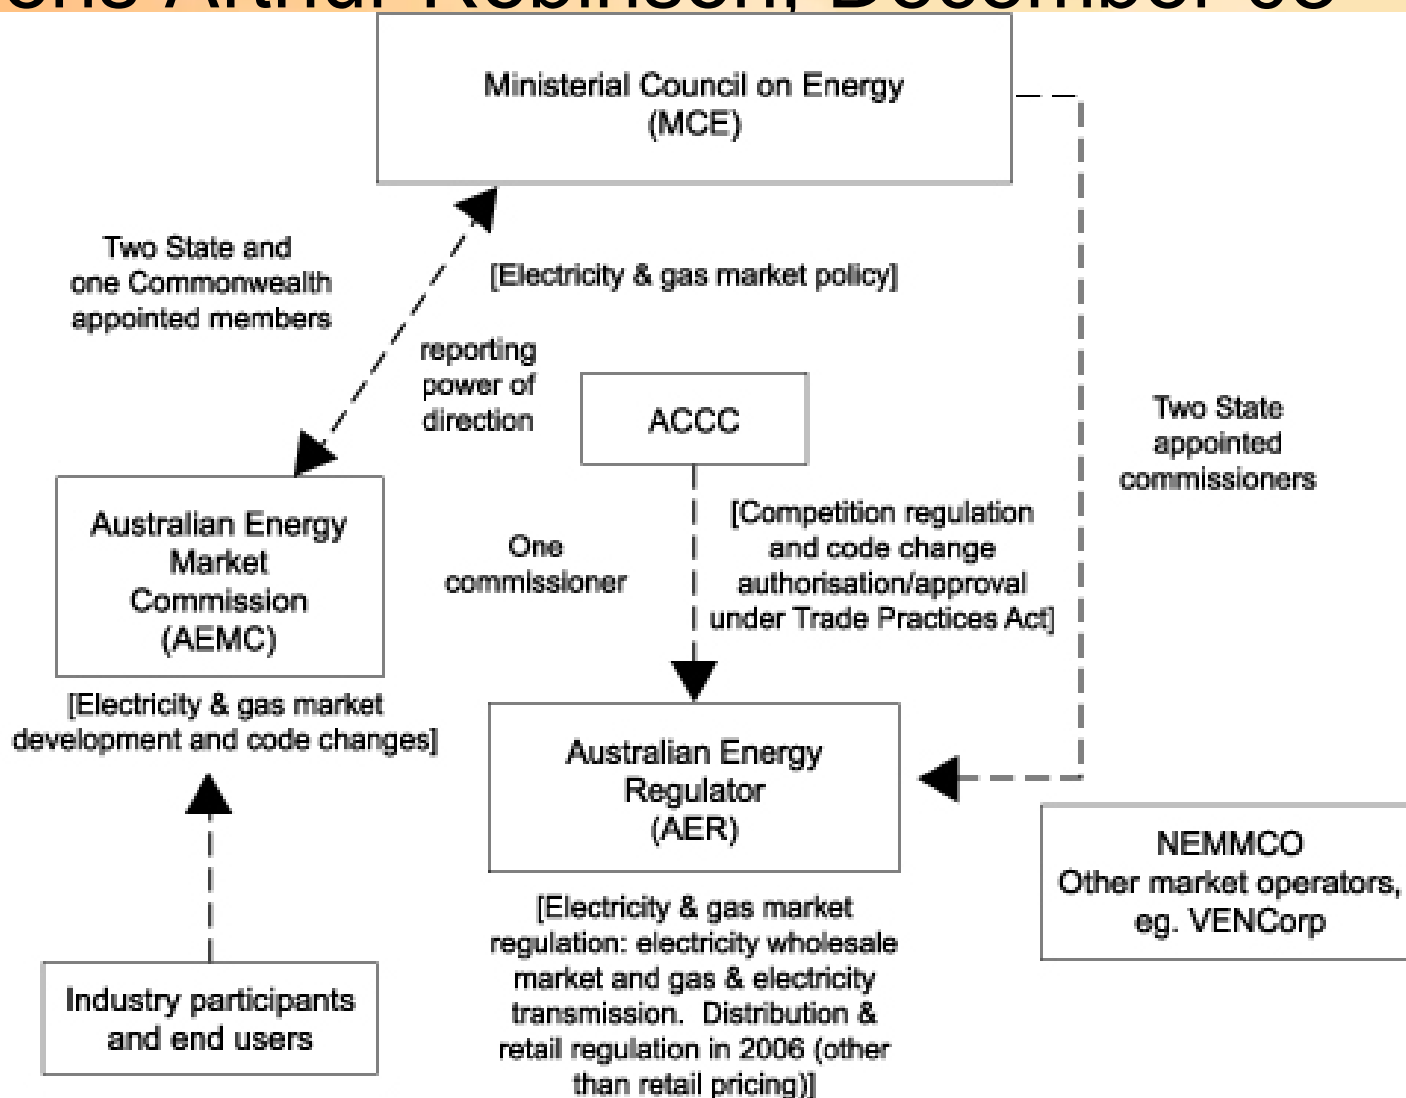 Arthur Robinson, December 03
Ministerial Council on Energy
(MCE)
Two State and
one Commonwealth
appointed members
[Electricity & gas market policy]
reporting
power of
direction
ACCC
Two State
appointed
commissioners
Australian Energy
Market
Commission
(AEMC)
One
commissioner
[Competition regulation
and code change
authorisation/approval
under Trade Practices Act]
[Electricity & gas market
development and code changes]
Australian Energy
Regulator
(AER)
NEMMCO
Other market operators,
eg. VENCorp
[Electricity & gas market
regulation: electricity wholesale
market and gas & electricity
transmission. Distribution &
retail regulation in 2006 (other
than retail pricing)]
Industry participants
and end users